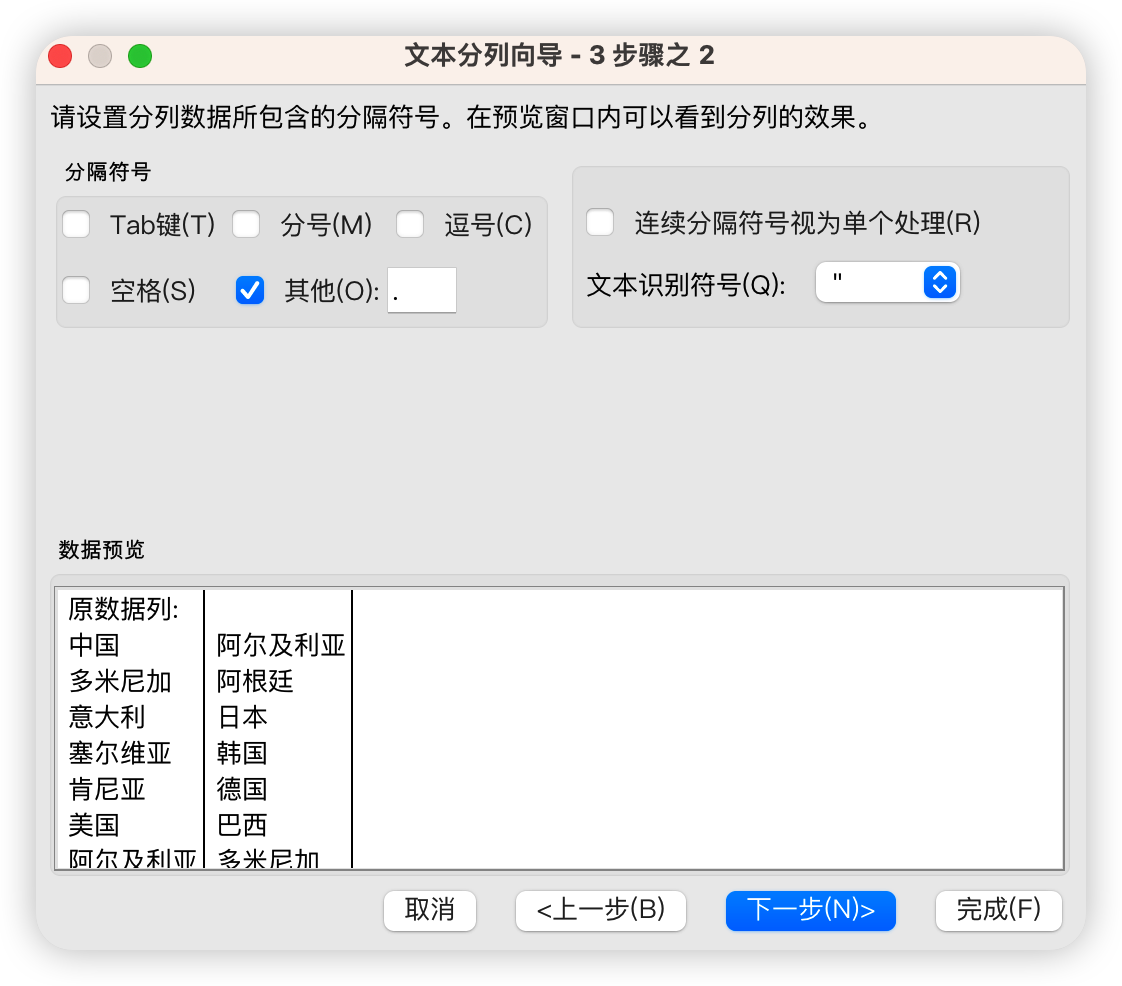 文本分列向导 - 3 步骤之 2
请设置分列数据所包含的分隔符号。在预览窗口内可以看到分列的效果。
分隔符号
Tab键(T) 分号(M) 逗号(C)
空格(S) 其他(O): .
连续分隔符号视为单个处理(R)
文本识别符号(Q): "
数据预览
原数据列:
中国 阿尔及利亚
多米尼加 阿根廷
意大利 日本
塞尔维亚 韩国
肯尼亚 德国
美国 巴西
阿尔及利亚 多米尼加
取消 <上一步(B) 下一步(N)> 完成(F)